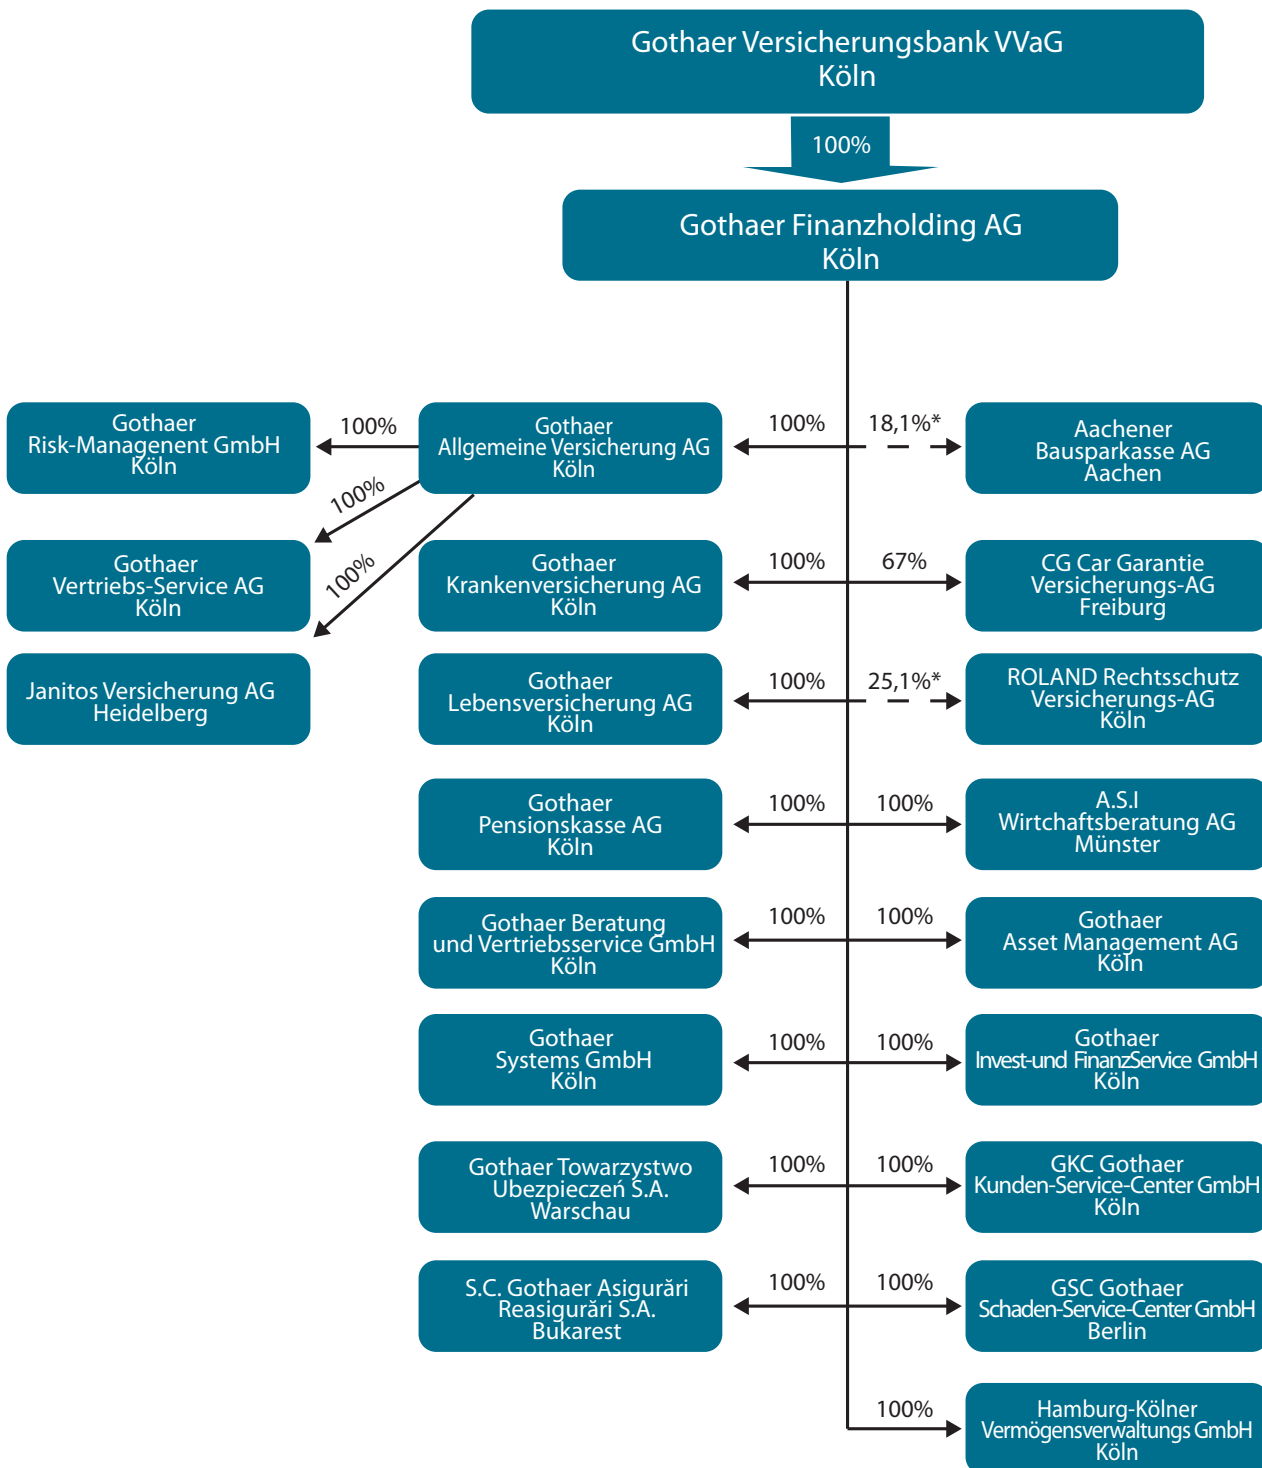 Gothaer Versicherungsbank VVaG
Köln
100%
Gothaer Finanzholding AG
Köln
Gothaer
Risk-Managenent GmbH
Köln
100%
Gothaer
Allgemeine Versicherung AG
Köln
100%
18,1%*
Aachener
Bausparkasse AG
Aachen
100%
100%
Gothaer
Vertriebs-Service AG
Köln
Gothaer
Krankenversicherung AG
Köln
100%
67%
CG Car Garantie
Versicherungs-AG
Freiburg
Janitos Versicherung AG
Heidelberg
Gothaer
Lebensversicherung AG
Köln
100%
25,1%*
ROLAND Rechtsschutz
Versicherungs-AG
Köln
Gothaer
Pensionskasse AG
Köln
100%
100%
A.S.I
Wirtchaftsberatung AG
Münster
Gothaer Beratung
und Vertriebsservice GmbH
Köln
100%
100%
Gothaer
Asset Management AG
Köln
Gothaer
Systems GmbH
Köln
100%
100%
Gothaer
Invest-und FinanzService GmbH
Köln
Gothaer Towarzystwo
Ubezpieczeń S.A.
Warschau
100%
100%
GKC Gothaer
Kunden-Service-Center GmbH
Köln
S.C. Gothaer Asigurări
Reasigurări S.A.
Bukarest
100%
100%
GSC Gothaer
Schaden-Service-Center GmbH
Berlin
100%
Hamburg-Kölner
Vermögensverwaltungs GmbH
Köln